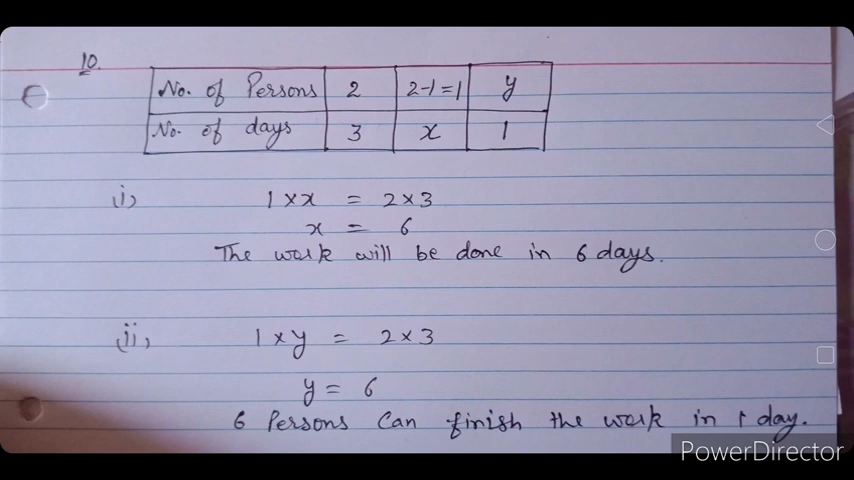 10.
No. of Persons 2 2-1=1 y
No. of days 3 x 1
(i) 1 × x = 2 × 3
x = 6
The work will be done in 6 days.
(ii) 1 × y = 2 × 3
y = 6
6 Persons Can finish the work in 1 day.
PowerDirector